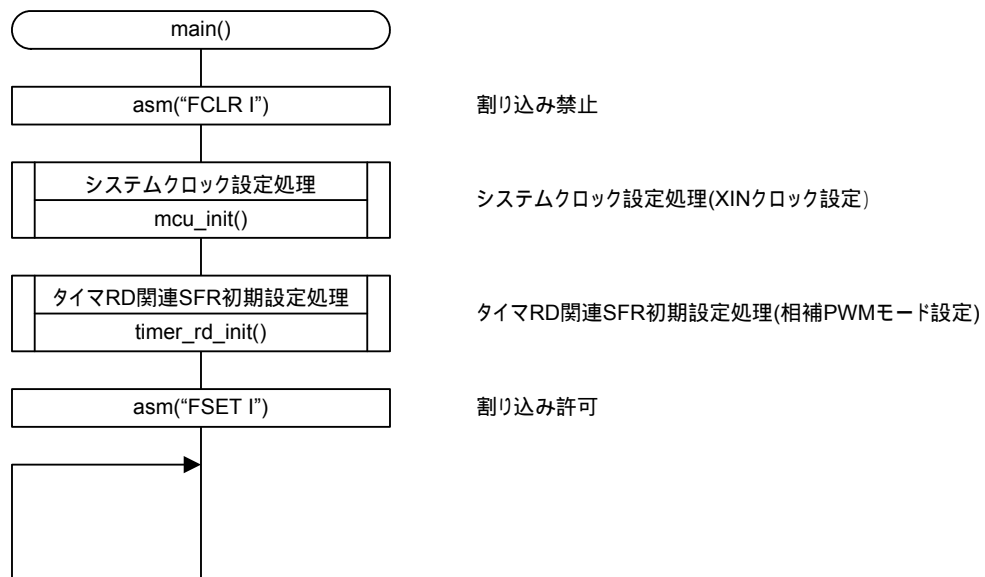 main()
asm(“FCLR I”)
割り込み禁止
システムクロック設定処理
mcu_init()
システムクロック設定処理(XINクロック設定)
タイマRD関連SFR初期設定処理
timer_rd_init()
タイマRD関連SFR初期設定処理(相補PWMモード設定)
asm(“FSET I”)
割り込み許可